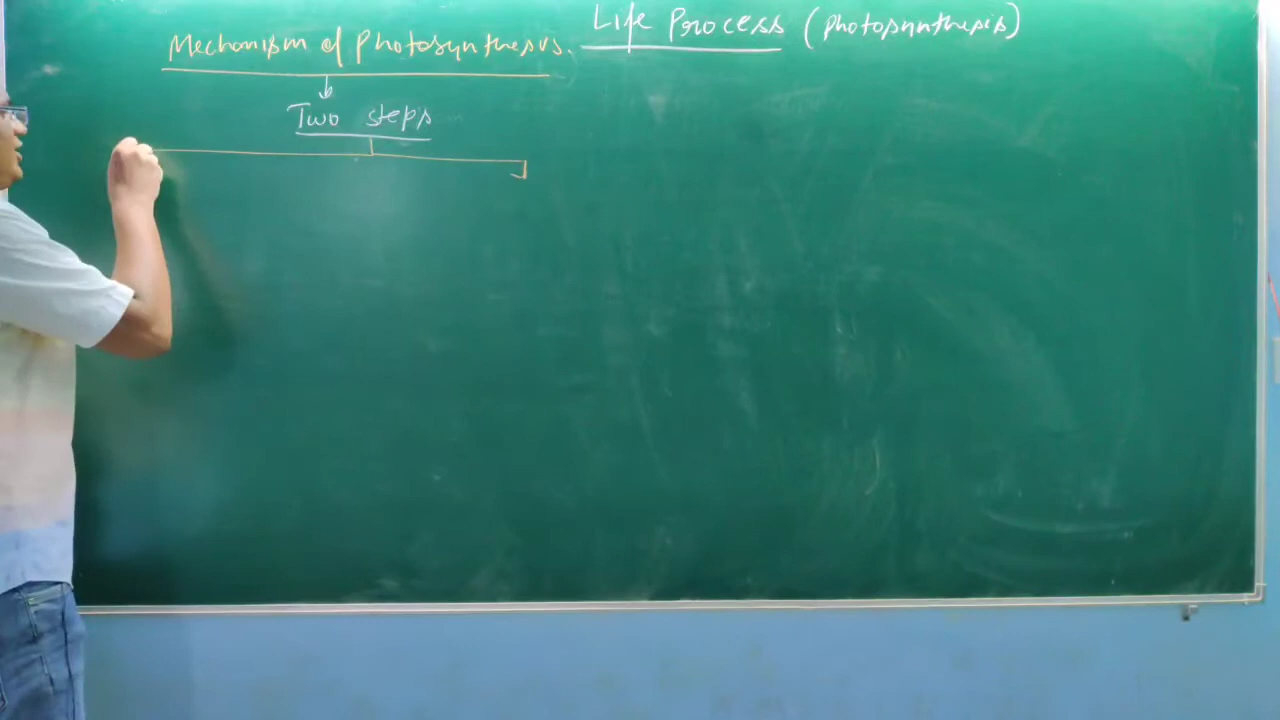 Life Process (Photosynthesis)
Mechanism of Photosynthesis.
Two steps